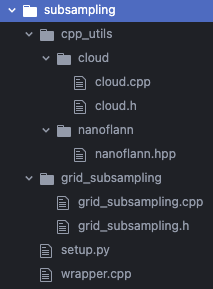 subsampling
cpp_utils
cloud
cloud.cpp
cloud.h
nanoflann
nanoflann.hpp
grid_subsampling
grid_subsampling.cpp
grid_subsampling.h
setup.py
wrapper.cpp